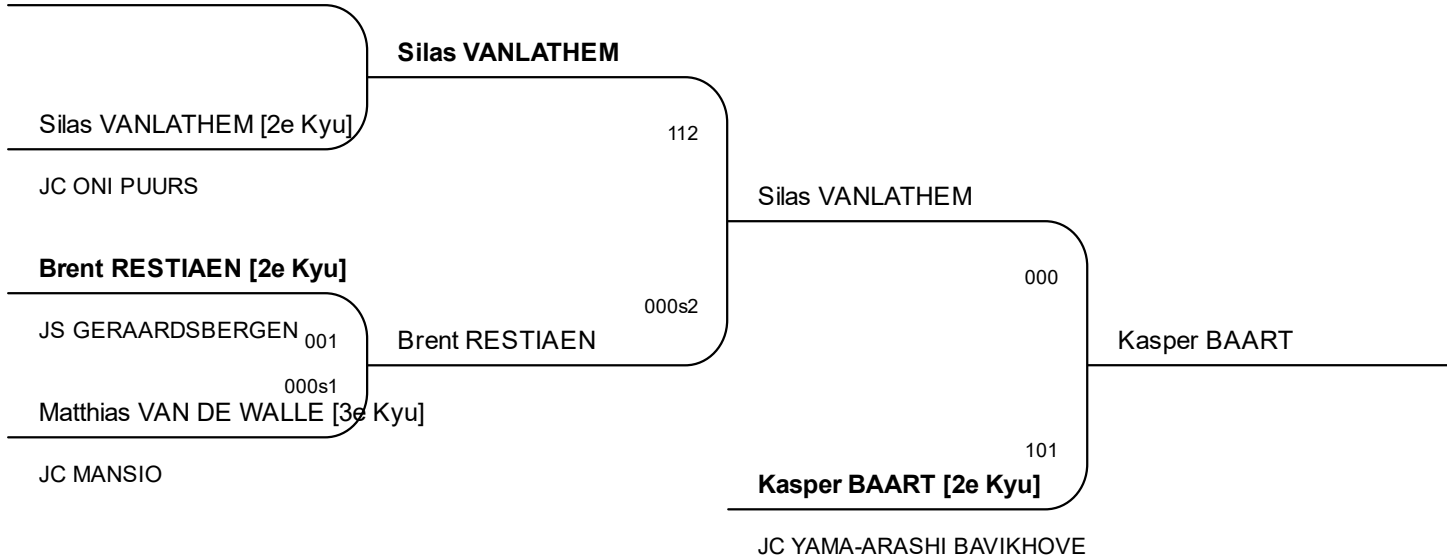 Silas VANLATHEM
Silas VANLATHEM [2e Kyu]
112
JC ONI PUURS
Silas VANLATHEM
Brent RESTIAEN [2e Kyu]
000
000s2
JS GERAARDSBERGEN
001
Brent RESTIAEN
Kasper BAART
000s1
Matthias VAN DE WALLE [3e Kyu]
101
JC MANSIO
Kasper BAART [2e Kyu]
JC YAMA-ARASHI BAVIKHOVE